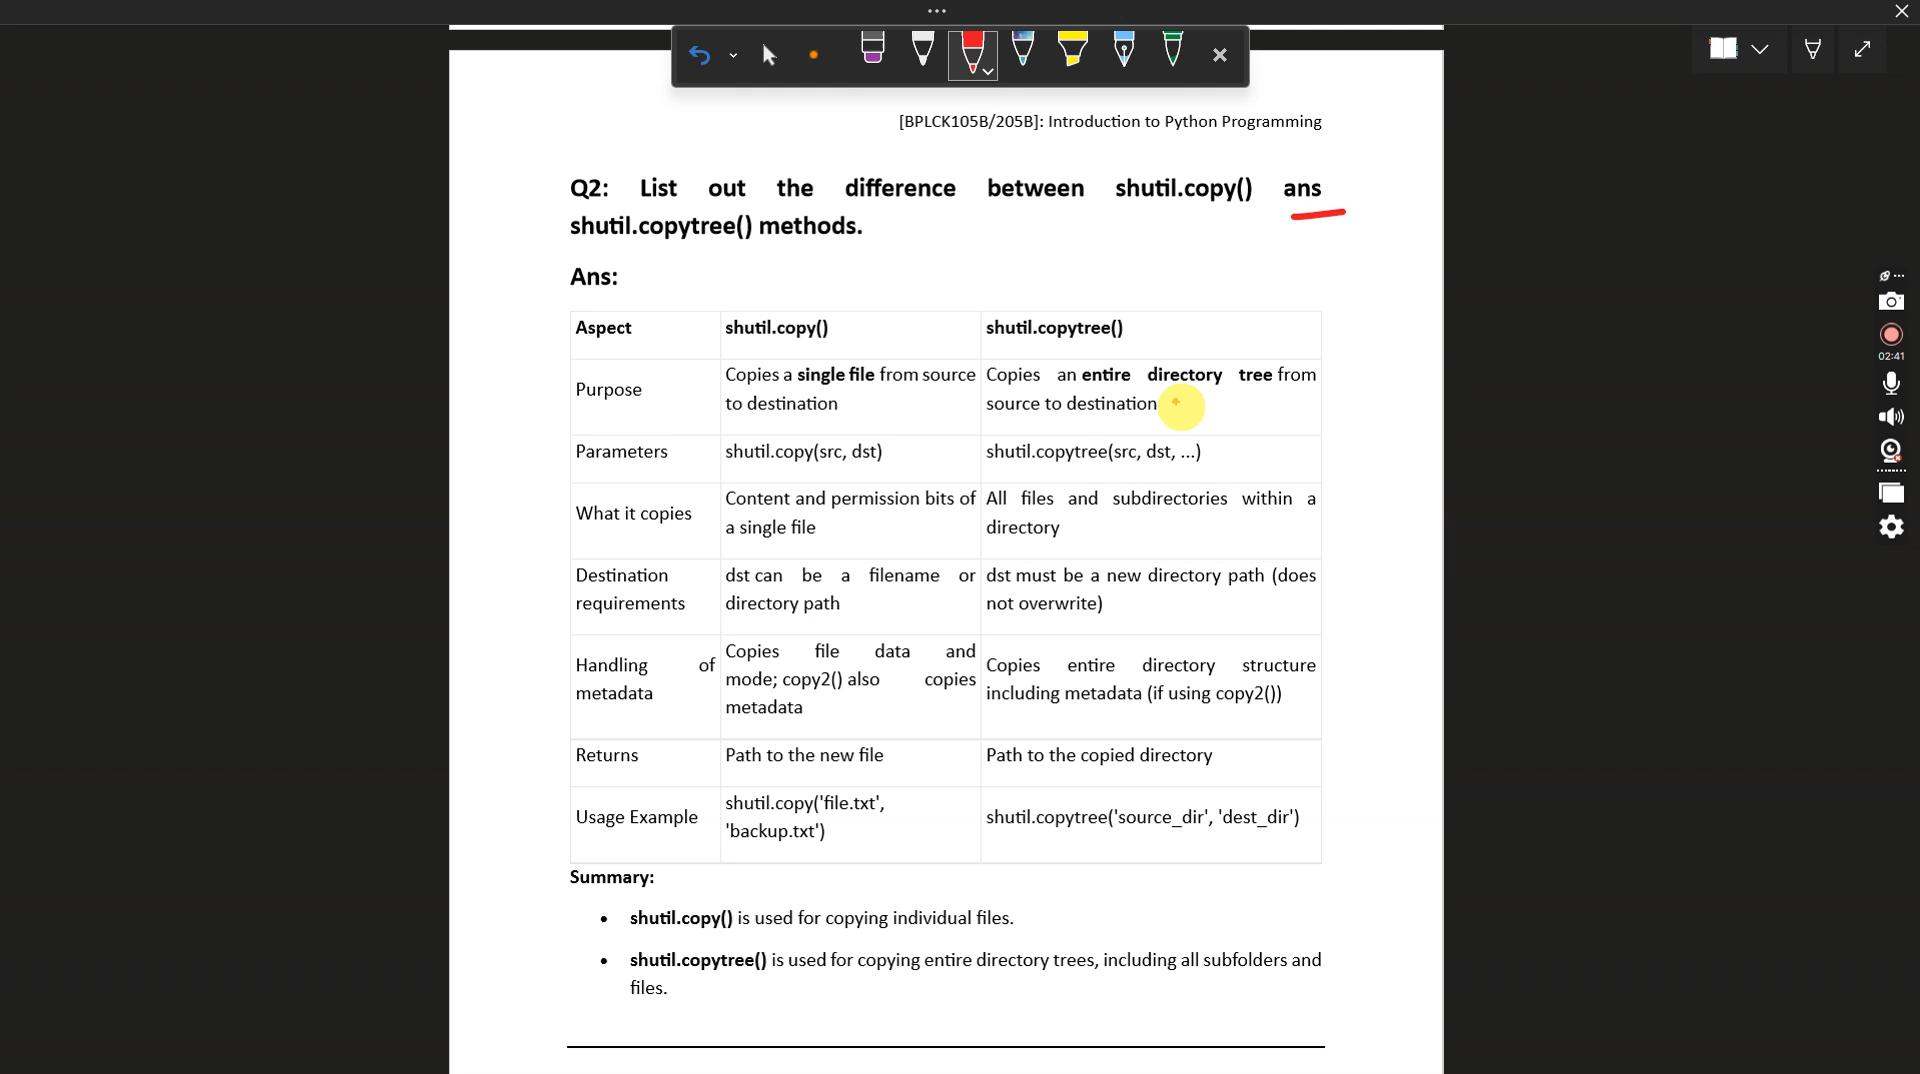 [BPLCK105B/205B]: Introduction to Python Programming
Q2: List out the difference between shutil.copy() ans
shutil.copytree() methods.
Ans:
Aspect shutil.copy() shutil.copytree()
Purpose
Copies a single file from source
to destination
Copies an entire directory tree from
source to destination
Parameters shutil.copy(src, dst) shutil.copytree(src, dst, ...)
What it copies
Content and permission bits of
a single file
All files and subdirectories within a
directory
Destination
requirements
dst can be a filename or
directory path
dst must be a new directory path (does
not overwrite)
Handling of
metadata
Copies file data and
mode; copy2() also copies
metadata
Copies entire directory structure
including metadata (if using copy2())
Returns Path to the new file Path to the copied directory
Usage Example
shutil.copy('file.txt',
'backup.txt')
shutil.copytree('source_dir', 'dest_dir')
Summary:
• shutil.copy() is used for copying individual files.
• shutil.copytree() is used for copying entire directory trees, including all subfolders and
files.
02:41